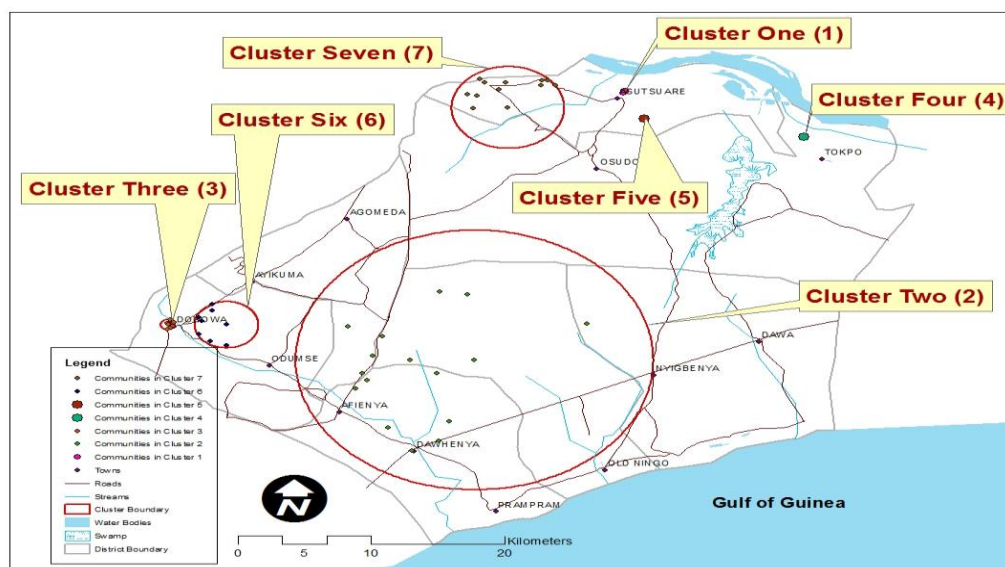 Cluster One (1)
Cluster Seven (7)
ASUTSUARE
Cluster Four (4)
Cluster Six (6)
TOKPO
OSUDO
Cluster Three (3)
Cluster Five (5)
AGOMEDA
AYIKUMA
Cluster Two (2)
DODOWA
DAWA
ODUMSE
NYIGBENYA
AFIENYA
DAWHENYA
OLD NINGO
PRAMPRAM
Gulf of Guinea
Legend
Communities in Cluster 7
Communities in Cluster 6
Communities in Cluster 5
Communities in Cluster 4
Communities in Cluster 3
Communities in Cluster 2
Communities in Cluster 1
Towns
Roads
Streams
Cluster Boundary
Water Bodies
Swamp
District Boundary
N
Kilometers
0 5 10 20